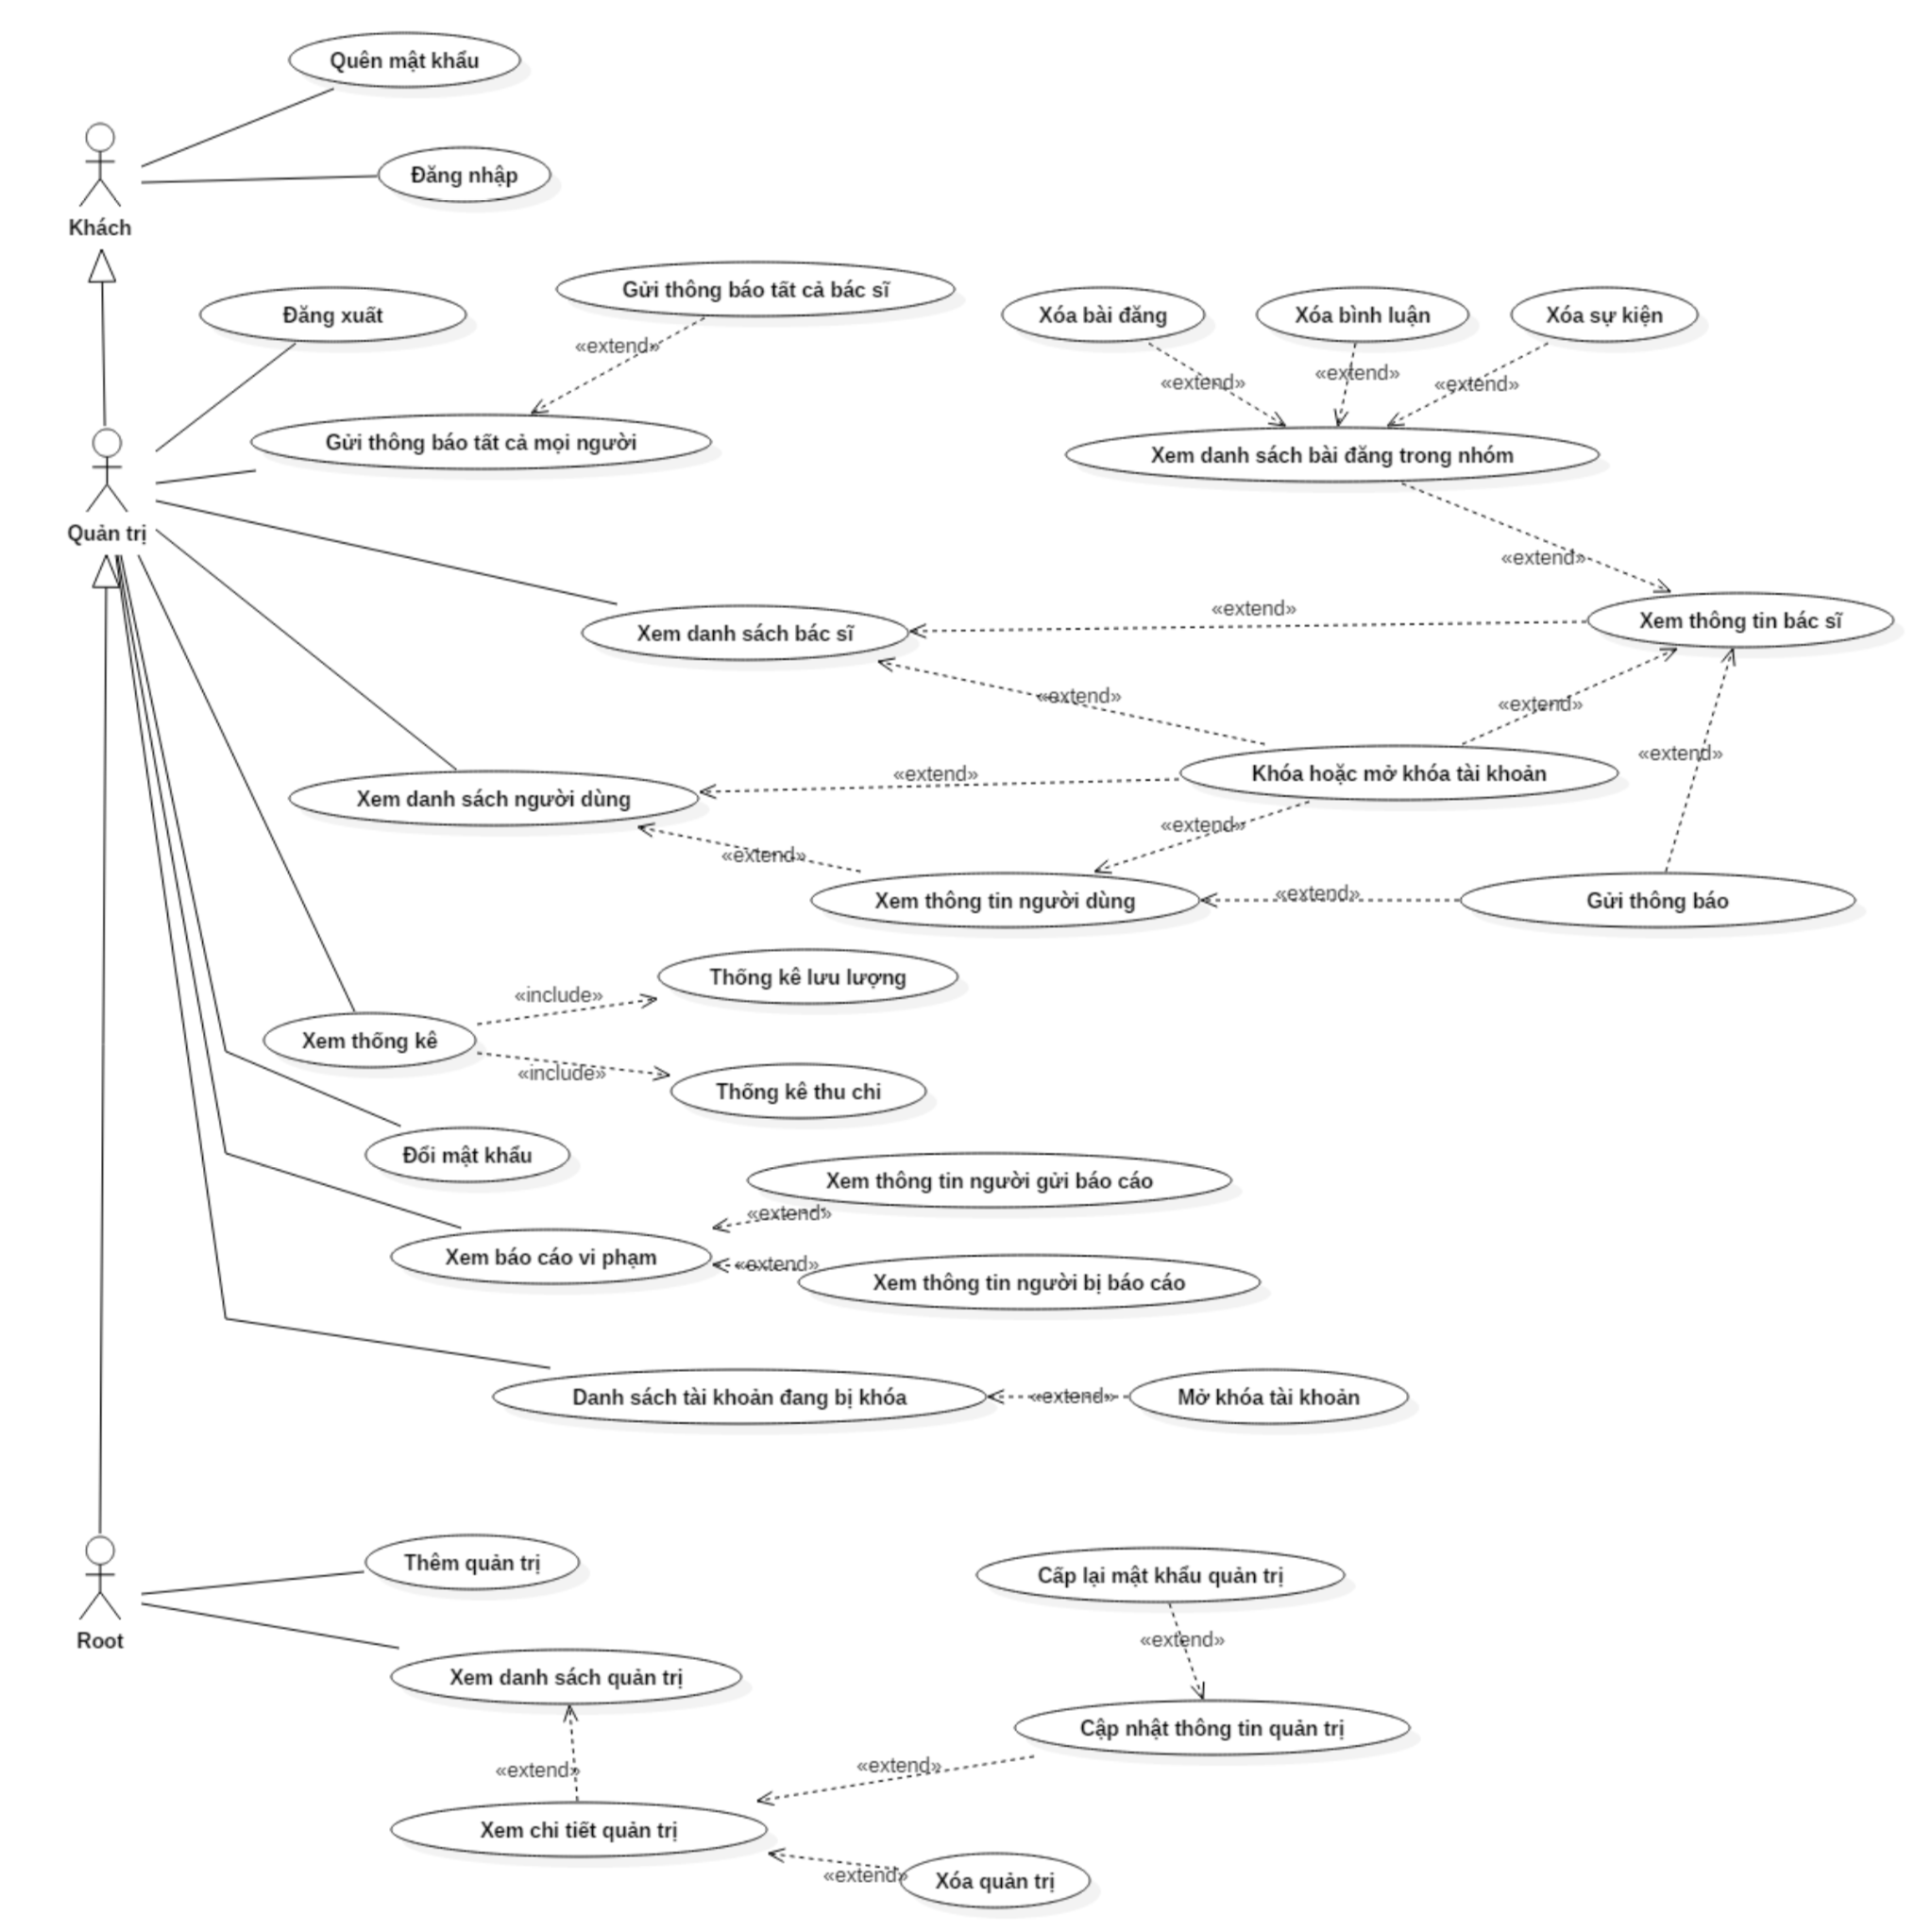 Quên mật khẩu
Đăng nhập
Khách
Đăng xuất
Gửi thông báo tất cả bác sĩ
Xóa bài đăng
Xóa bình luận
Xóa sự kiện
«extend»
«extend»
«extend»
«extend»
Gửi thông báo tất cả mọi người
Xem danh sách bài đăng trong nhóm
Quản trị
«extend»
«extend»
Xem danh sách bác sĩ
Xem thông tin bác sĩ
«extend»
«extend»
«extend»
«extend»
Khóa hoặc mở khóa tài khoản
Xem danh sách người dùng
«extend»
«extend»
Xem thông tin người dùng
«extend»
Gửi thông báo
Thống kê lưu lượng
«include»
Xem thống kê
«include»
Thống kê thu chi
Đổi mật khẩu
Xem thông tin người gửi báo cáo
«extend»
Xem báo cáo vi phạm
«extend»
Xem thông tin người bị báo cáo
Danh sách tài khoản đang bị khóa
«extend»
Mở khóa tài khoản
Thêm quản trị
Cấp lại mật khẩu quản trị
Root
«extend»
Xem danh sách quản trị
Cập nhật thông tin quản trị
«extend»
«extend»
Xem chi tiết quản trị
«extend»
Xóa quản trị